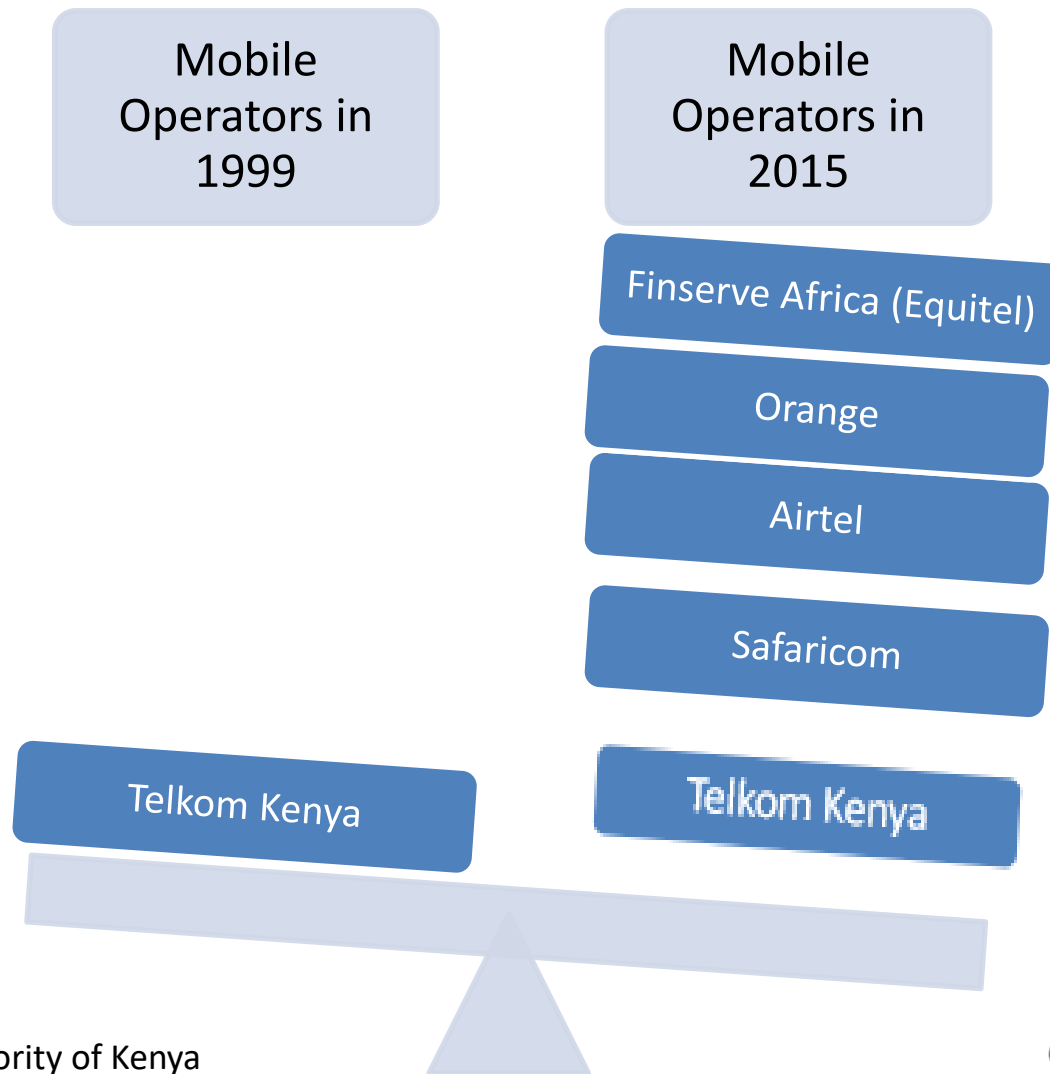 Mobile
Operators in
1999
Mobile
Operators in
2015
Finserve Africa (Equitel)
Orange
Airtel
Safaricom
Telkom Kenya
Telkom Kenya
of Kenya